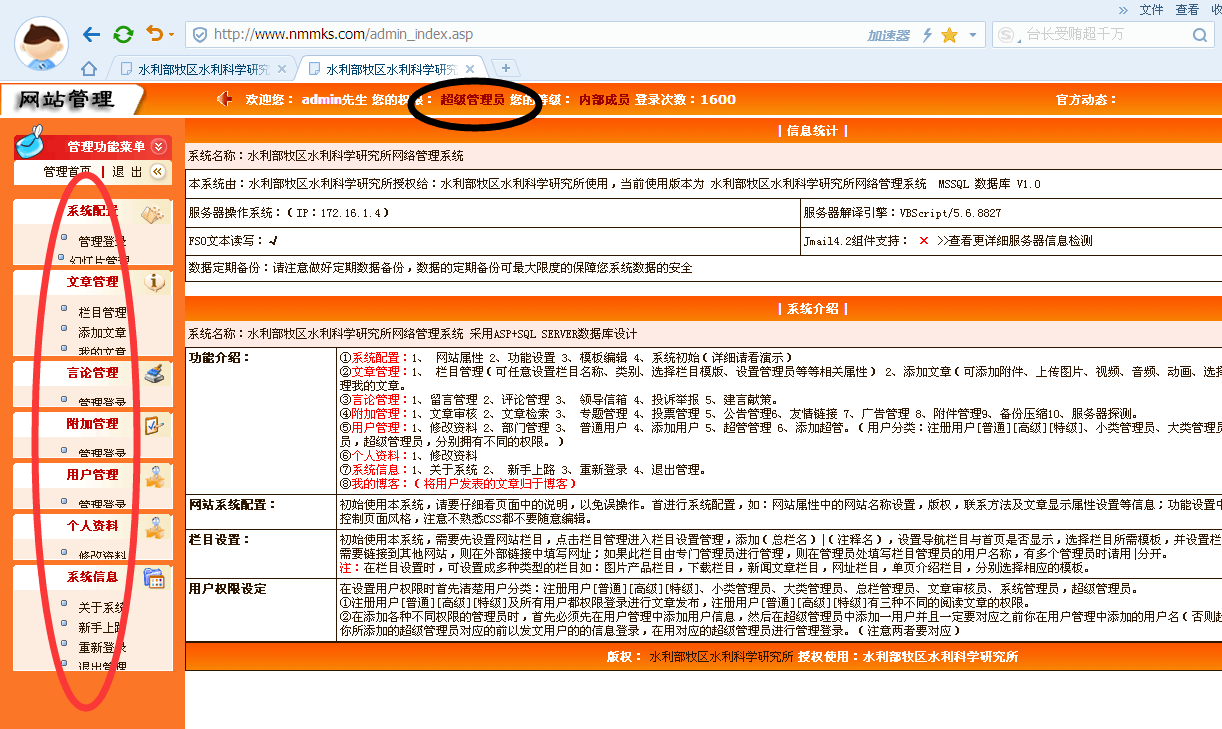 文件 查看 收
http://www.nmmks.com/admin_index.asp 加速器 台长受贿超千万
水利部牧区水利科学研究 水利部牧区水利科学研究
网站管理 欢迎您： admin先生 您的权 ： 超级管理员 您的 级： 内部成员 登录次数：1600 官方动态：
管理功能菜单
管理首页 | 退 出
系统配置
管理登录
幻灯片管理
文章管理
栏目管理
添加文章
我的文章
言论管理
管理登录
附加管理
管理登录
用户管理
管理登录
个人资料
修改资料
系统信息
关于系统
新手上路
重新登录
退出管理
| 信息统计 |
系统名称：水利部牧区水利科学研究所网络管理系统
本系统由：水利部牧区水利科学研究所授权给：水利部牧区水利科学研究所使用，当前使用版本为 水利部牧区水利科学研究所网络管理系统 MSSQL 数据库 V1.0
服务器操作系统：（IP：172.16.1.4） 服务器解译引擎：VBScript/5.6.8827
FSO文本读写：√ Jmail4.2组件支持： × >>查看更详细服务器信息检测
数据定期备份：请注意做好定期数据备份，数据的定期备份可最大限度的保障您系统数据的安全
| 系统介绍 |
系统名称：水利部牧区水利科学研究所网络管理系统 采用ASP+SQL SERVER数据库设计
功能介绍： ①系统配置：1、 网站属性 2、功能设置 3、模板编辑 4、系统初始（详细请看演示）
②文章管理：1、 栏目管理（可任意设置栏目名称、类别、选择栏目模版、设置管理员等等相关属性） 2、添加文章（可添加附件、上传图片、视频、音频、动画、选择
理我的文章。
③言论管理：1、留言管理 2、评论管理 3、 领导信箱 4、投诉举报 5、建言献策。
④附加管理：1、文章审核 2、文章检索 3、 专题管理 4、投票管理 5、公告管理6、友情链接 7、广告管理 8、附件管理9、备份压缩10、服务器探测。
⑤用户管理：1、修改资料 2、部门管理 3、 普通用户 4、添加用户 5、超管管理 6、添加超管。（用户分类：注册用户[普通][高级][特级]、小类管理员、大类管理员
员，超级管理员，分别拥有不同的权限。）
⑥个人资料：1、修改资料
⑦系统信息：1、关于系统 2、 新手上路 3、重新登录 4、退出管理。
⑧我的博客：（将用户发表的文章归于博客）
网站系统配置： 初始使用本系统，请要仔细看页面中的说明，以免误操作。首进行系统配置，如：网站属性中的网站名称设置，版权，联系方法及文章显示属性设置等信息；功能设置中
控制页面风格，注意不熟悉CSS都不要随意编辑。
栏目设置： 初始使用本系统，需要先设置网站栏目，点击栏目管理进入栏目设置管理，添加（总栏名）|（注释名），设置导航栏目与首页是否显示，选择栏目所需模板，并设置栏
需要链接到其他网站，则在外部链接中填写网址；如果此栏目由专门管理员进行管理，则在管理员处填写栏目管理员的用户名称，有多个管理员时请用|分开。
注：在栏目设置时，可设置成多种类型的栏目如：图片产品栏目，下载栏目，新闻文章栏目，网址栏目，单页介绍栏目，分别选择相应的模板。
用户权限设定 在设置用户权限时首先清楚用户分类：注册用户[普通][高级][特级]、小类管理员、大类管理员、总栏管理员、文章审核员、系统管理员，超级管理员。
①注册用户[普通][高级][特级]及所有用户都权限登录进行文章发布，注册用户[普通][高级][特级]有三种不同的阅读文章的权限。
②在添加各种不同权限的管理员时，首先必须先在用户管理中添加用户信息，然后在超级管理员中添加一用户并且一定要对应之前你在用户管理中添加的用户名（否则超
你所添加的超级管理员对应的前以发文用户的的信息登录，在用对应的超级管理员进行管理登录。（注意两者要对应）
版权： 水利部牧区水利科学研究所 授权使用：水利部牧区水利科学研究所